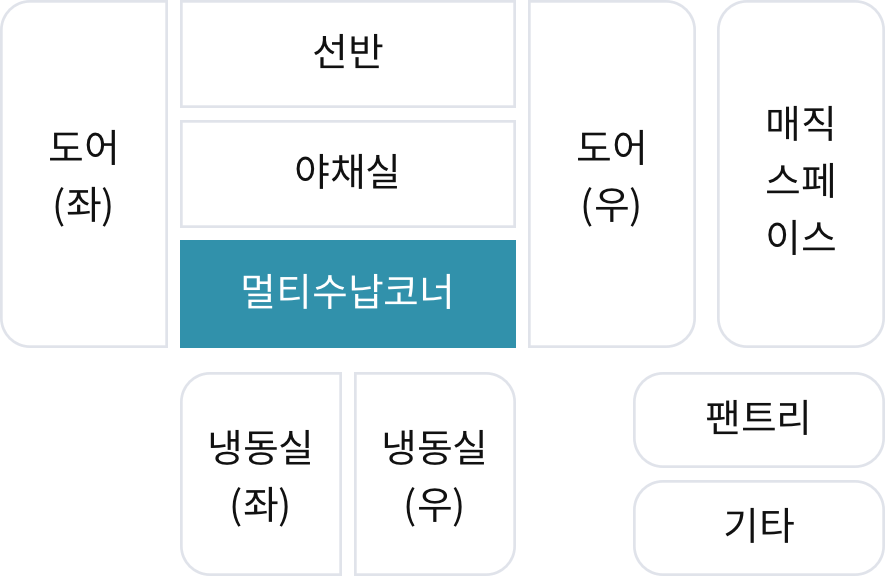 도어
(좌)
선반
야채실
멀티수납코너
도어
(우)
매직
스페
이스
냉동실
(좌)
냉동실
(우)
팬트리
기타